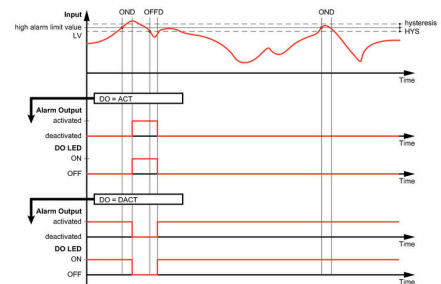 Input
OND OFFD OND
high alarm limit value
LV
hysteresis
HYS
Time
DO = ACT
Alarm Output
activated
deactivated
Time
DO LED
ON
OFF
Time
DO = DACT
Alarm Output
activated
deactivated
Time
DO LED
ON
OFF
Time